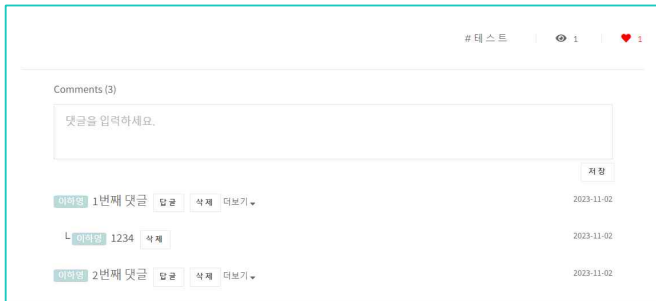 #테스트 1 1
Comments (3)
댓글을 입력하세요.
저장
이하영 1번째 댓글 답글 삭제 더보기 2023-11-02
이하영 1234 삭제 2023-11-02
이하영 2번째 댓글 답글 삭제 더보기 2023-11-02